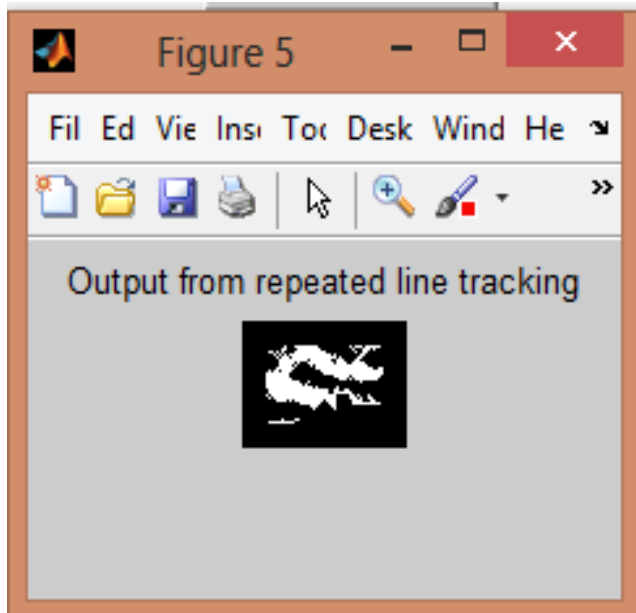 Figure 5
Fil Ed Vie Ins Too Desk Wind He
Output from repeated line tracking